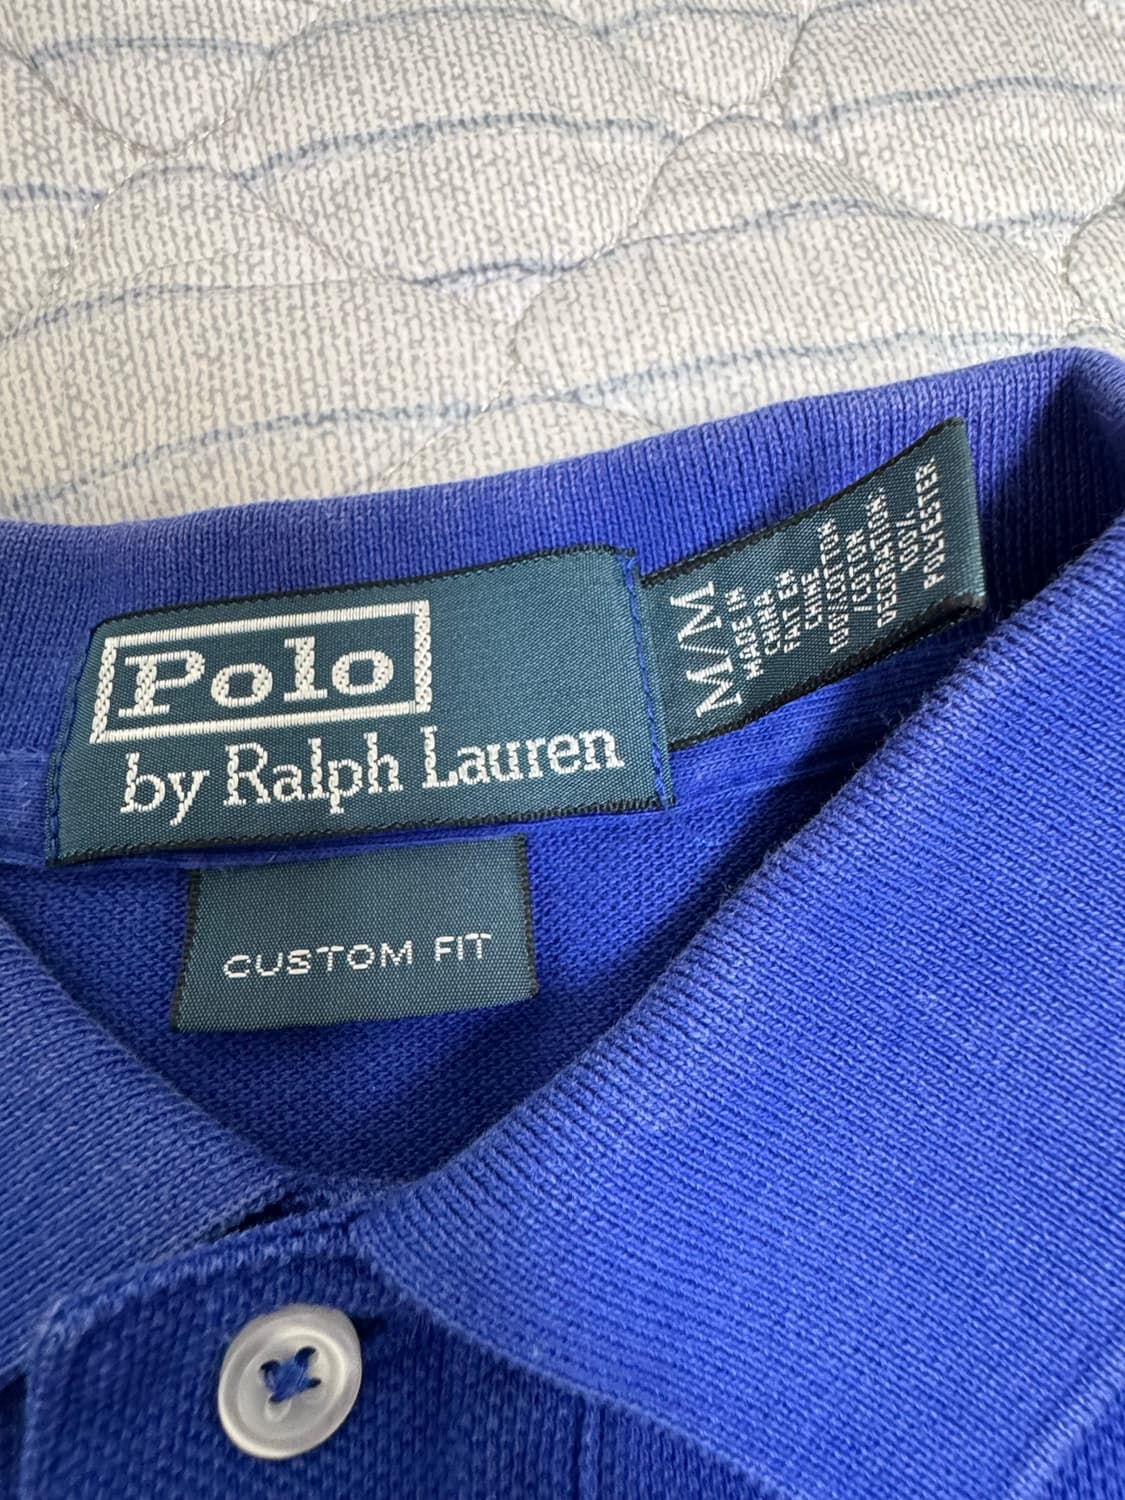 Polo
by Ralph Lauren
M/M
MADE IN
CHINA
FAIT EN
CHINE
100%COTTON
/COTON
DECORATION:
100%
POLYESTER
CUSTOM FIT